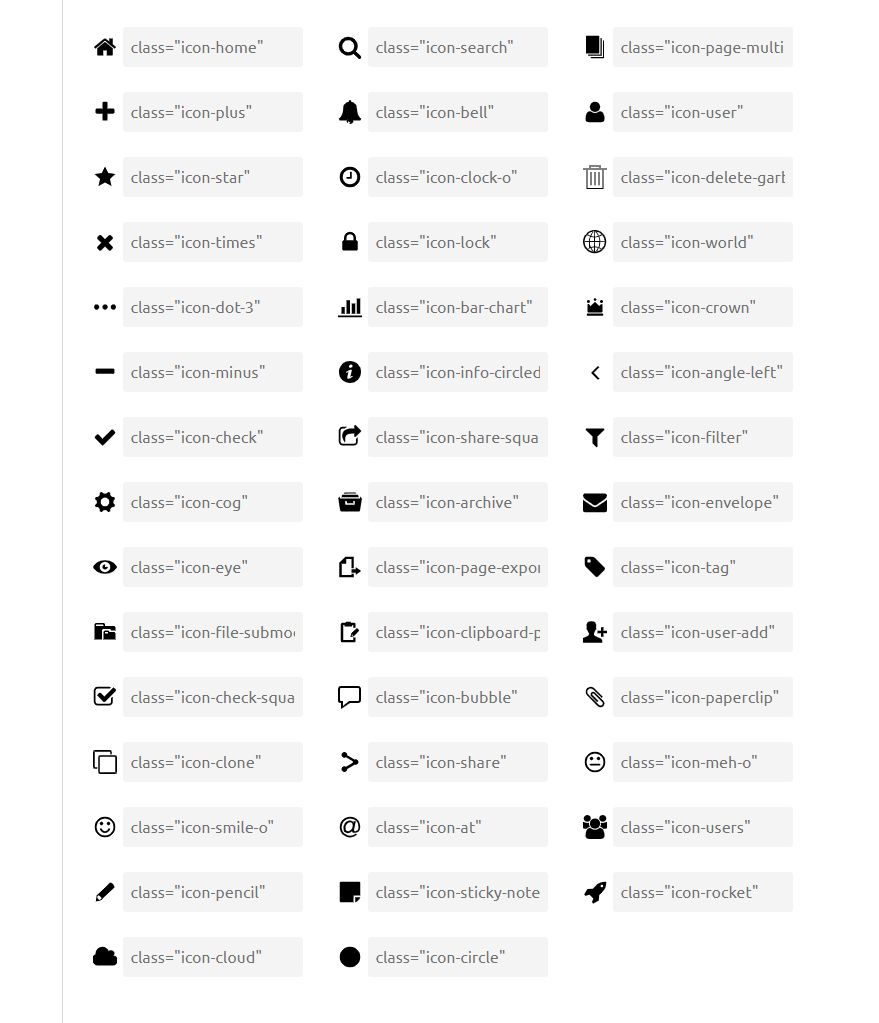 class="icon-home"
class="icon-search"
class="icon-page-multi
class="icon-plus"
class="icon-bell"
class="icon-user"
class="icon-star"
class="icon-clock-o"
class="icon-delete-garb
class="icon-times"
class="icon-lock"
class="icon-world"
class="icon-dot-3"
class="icon-bar-chart"
class="icon-crown"
class="icon-minus"
class="icon-info-circled
class="icon-angle-left"
class="icon-check"
class="icon-share-squa
class="icon-filter"
class="icon-cog"
class="icon-archive"
class="icon-envelope"
class="icon-eye"
class="icon-page-expor
class="icon-tag"
class="icon-file-submod
class="icon-clipboard-p
class="icon-user-add"
class="icon-check-squa
class="icon-bubble"
class="icon-paperclip"
class="icon-clone"
class="icon-share"
class="icon-meh-o"
class="icon-smile-o"
class="icon-at"
class="icon-users"
class="icon-pencil"
class="icon-sticky-note
class="icon-rocket"
class="icon-cloud"
class="icon-circle"